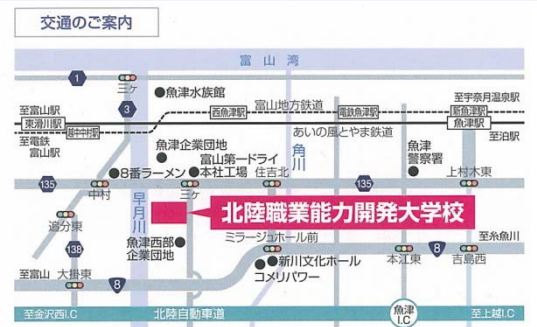 交通のご案内
富山湾
1
三ケ
3
魚津水族館
至富山駅
東滑川駅
越中中村
至電鉄
富山駅
西魚津駅
富山地方鉄道
電鉄魚津駅
至宇奈月温泉駅
新魚津駅
魚津駅
あいの風とやま鉄道
至泊駅
魚津企業団地
8番ラーメン
富山第一ドライ
本社工場
角川
魚津
警察署
135
中村
三ケ
住吉北
135
上村木東
早月川
北陸職業能力開発大学校
追分東
138
魚津西部
企業団地
ミラージュホール前
8
至糸魚川
新川文化ホール
コメリパワー
本江東
吉島西
至富山
大掛東
8
至金沢西I.C
北陸自動車道
魚津
I.C
至上越I.C